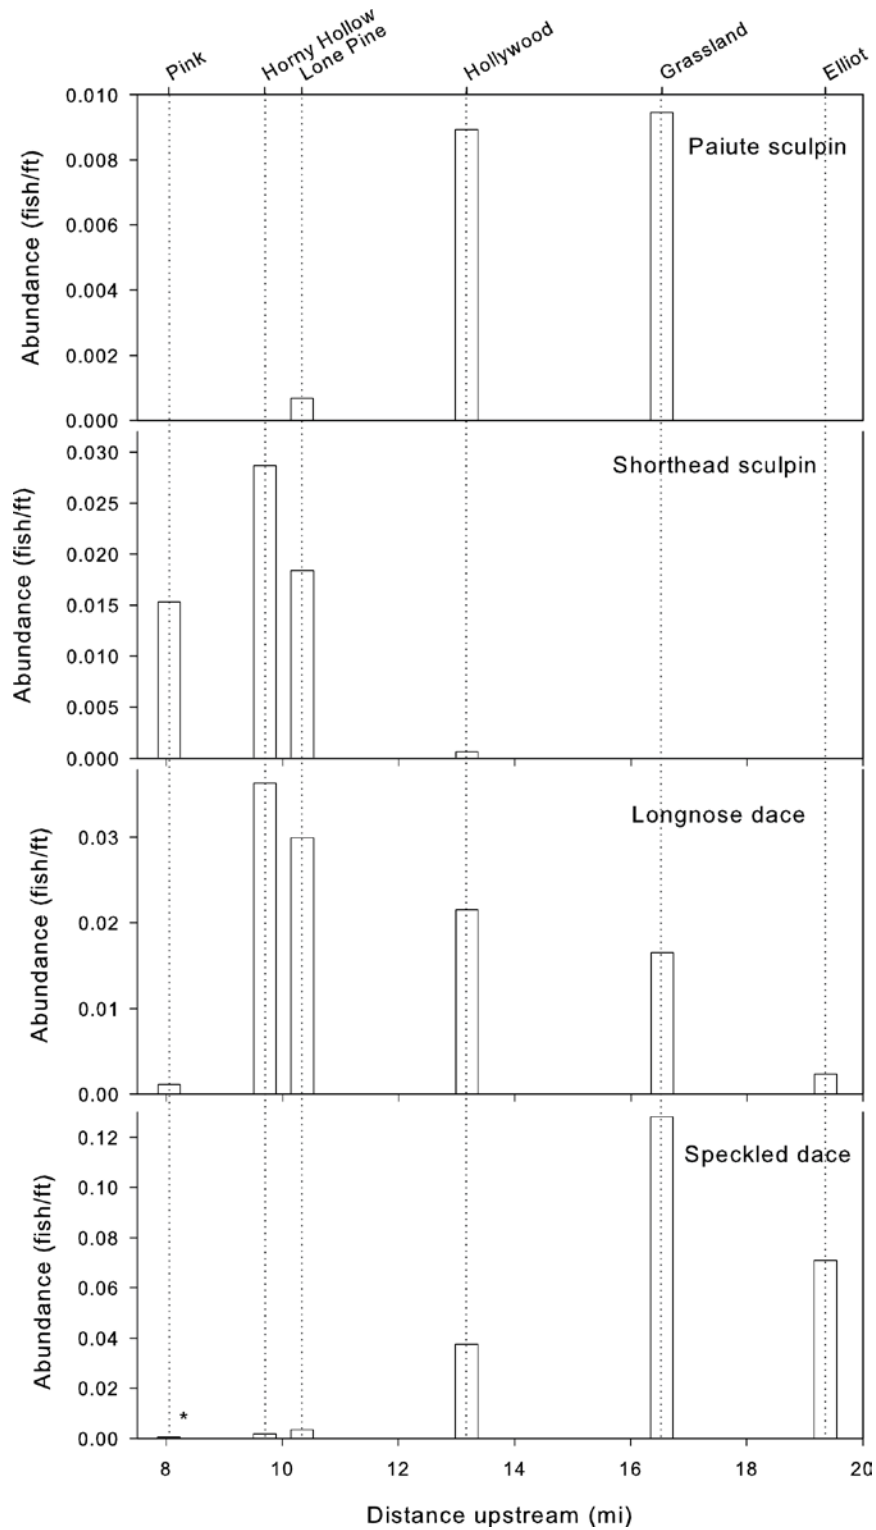 Pink
Horny Hollow
Lone Pine
Hollywood
Grassland
Elliot
0.010
0.008
0.006
0.004
0.002
0.000
Abundance (fish/ft)
Paiute sculpin
0.030
0.025
0.020
0.015
0.010
0.005
0.000
Abundance (fish/ft)
Shorthead sculpin
0.03
0.02
0.01
0.00
Abundance (fish/ft)
Longnose dace
0.12
0.10
0.08
0.06
0.04
0.02
0.00
Abundance (fish/ft)
Speckled dace
*
8 10 12 14 16 18 20
Distance upstream (mi)